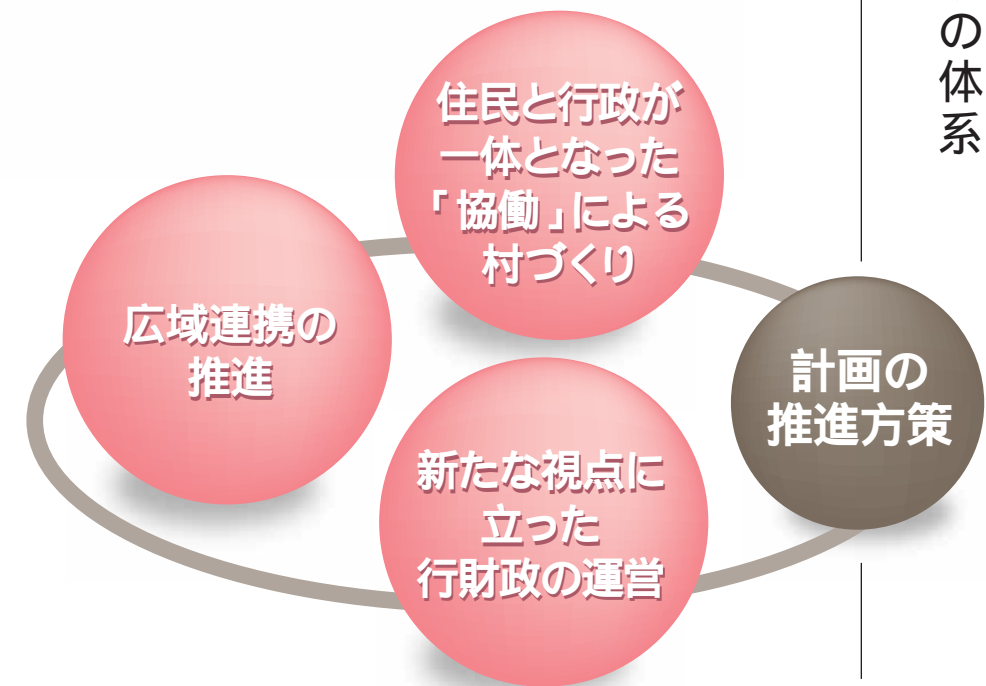 の体系
住民と行政が
一体となった
「協働」による
村づくり
広域連携の
推進
計画の
推進方策
新たな視点に
立った
行財政の運営